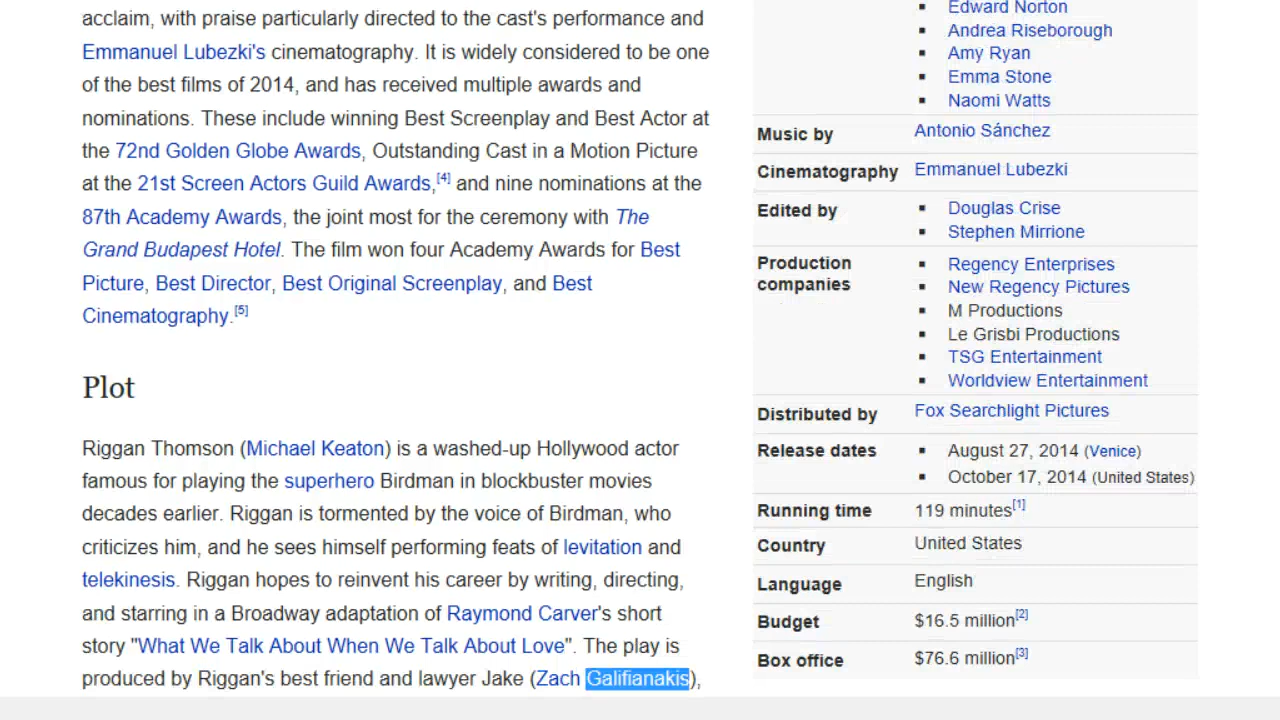 acclaim, with praise particularly directed to the cast's performance and
Emmanuel Lubezki's cinematography. It is widely considered to be one
of the best films of 2014, and has received multiple awards and
nominations. These include winning Best Screenplay and Best Actor at
the 72nd Golden Globe Awards, Outstanding Cast in a Motion Picture
at the 21st Screen Actors Guild Awards,[4] and nine nominations at the
87th Academy Awards, the joint most for the ceremony with The
Grand Budapest Hotel. The film won four Academy Awards for Best
Picture, Best Director, Best Original Screenplay, and Best
Cinematography.[5]
Plot
Riggan Thomson (Michael Keaton) is a washed-up Hollywood actor
famous for playing the superhero Birdman in blockbuster movies
decades earlier. Riggan is tormented by the voice of Birdman, who
criticizes him, and he sees himself performing feats of levitation and
telekinesis. Riggan hopes to reinvent his career by writing, directing,
and starring in a Broadway adaptation of Raymond Carver's short
story "What We Talk About When We Talk About Love". The play is
produced by Riggan's best friend and lawyer Jake (Zach Galifianakis),
Edward Norton
Andrea Riseborough
Amy Ryan
Emma Stone
Naomi Watts
Music by Antonio Sánchez
Cinematography Emmanuel Lubezki
Edited by Douglas Crise
Stephen Mirrione
Production companies Regency Enterprises
New Regency Pictures
M Productions
Le Grisbi Productions
TSG Entertainment
Worldview Entertainment
Distributed by Fox Searchlight Pictures
Release dates August 27, 2014 (Venice)
October 17, 2014 (United States)
Running time 119 minutes[1]
Country United States
Language English
Budget $16.5 million[2]
Box office $76.6 million[3]